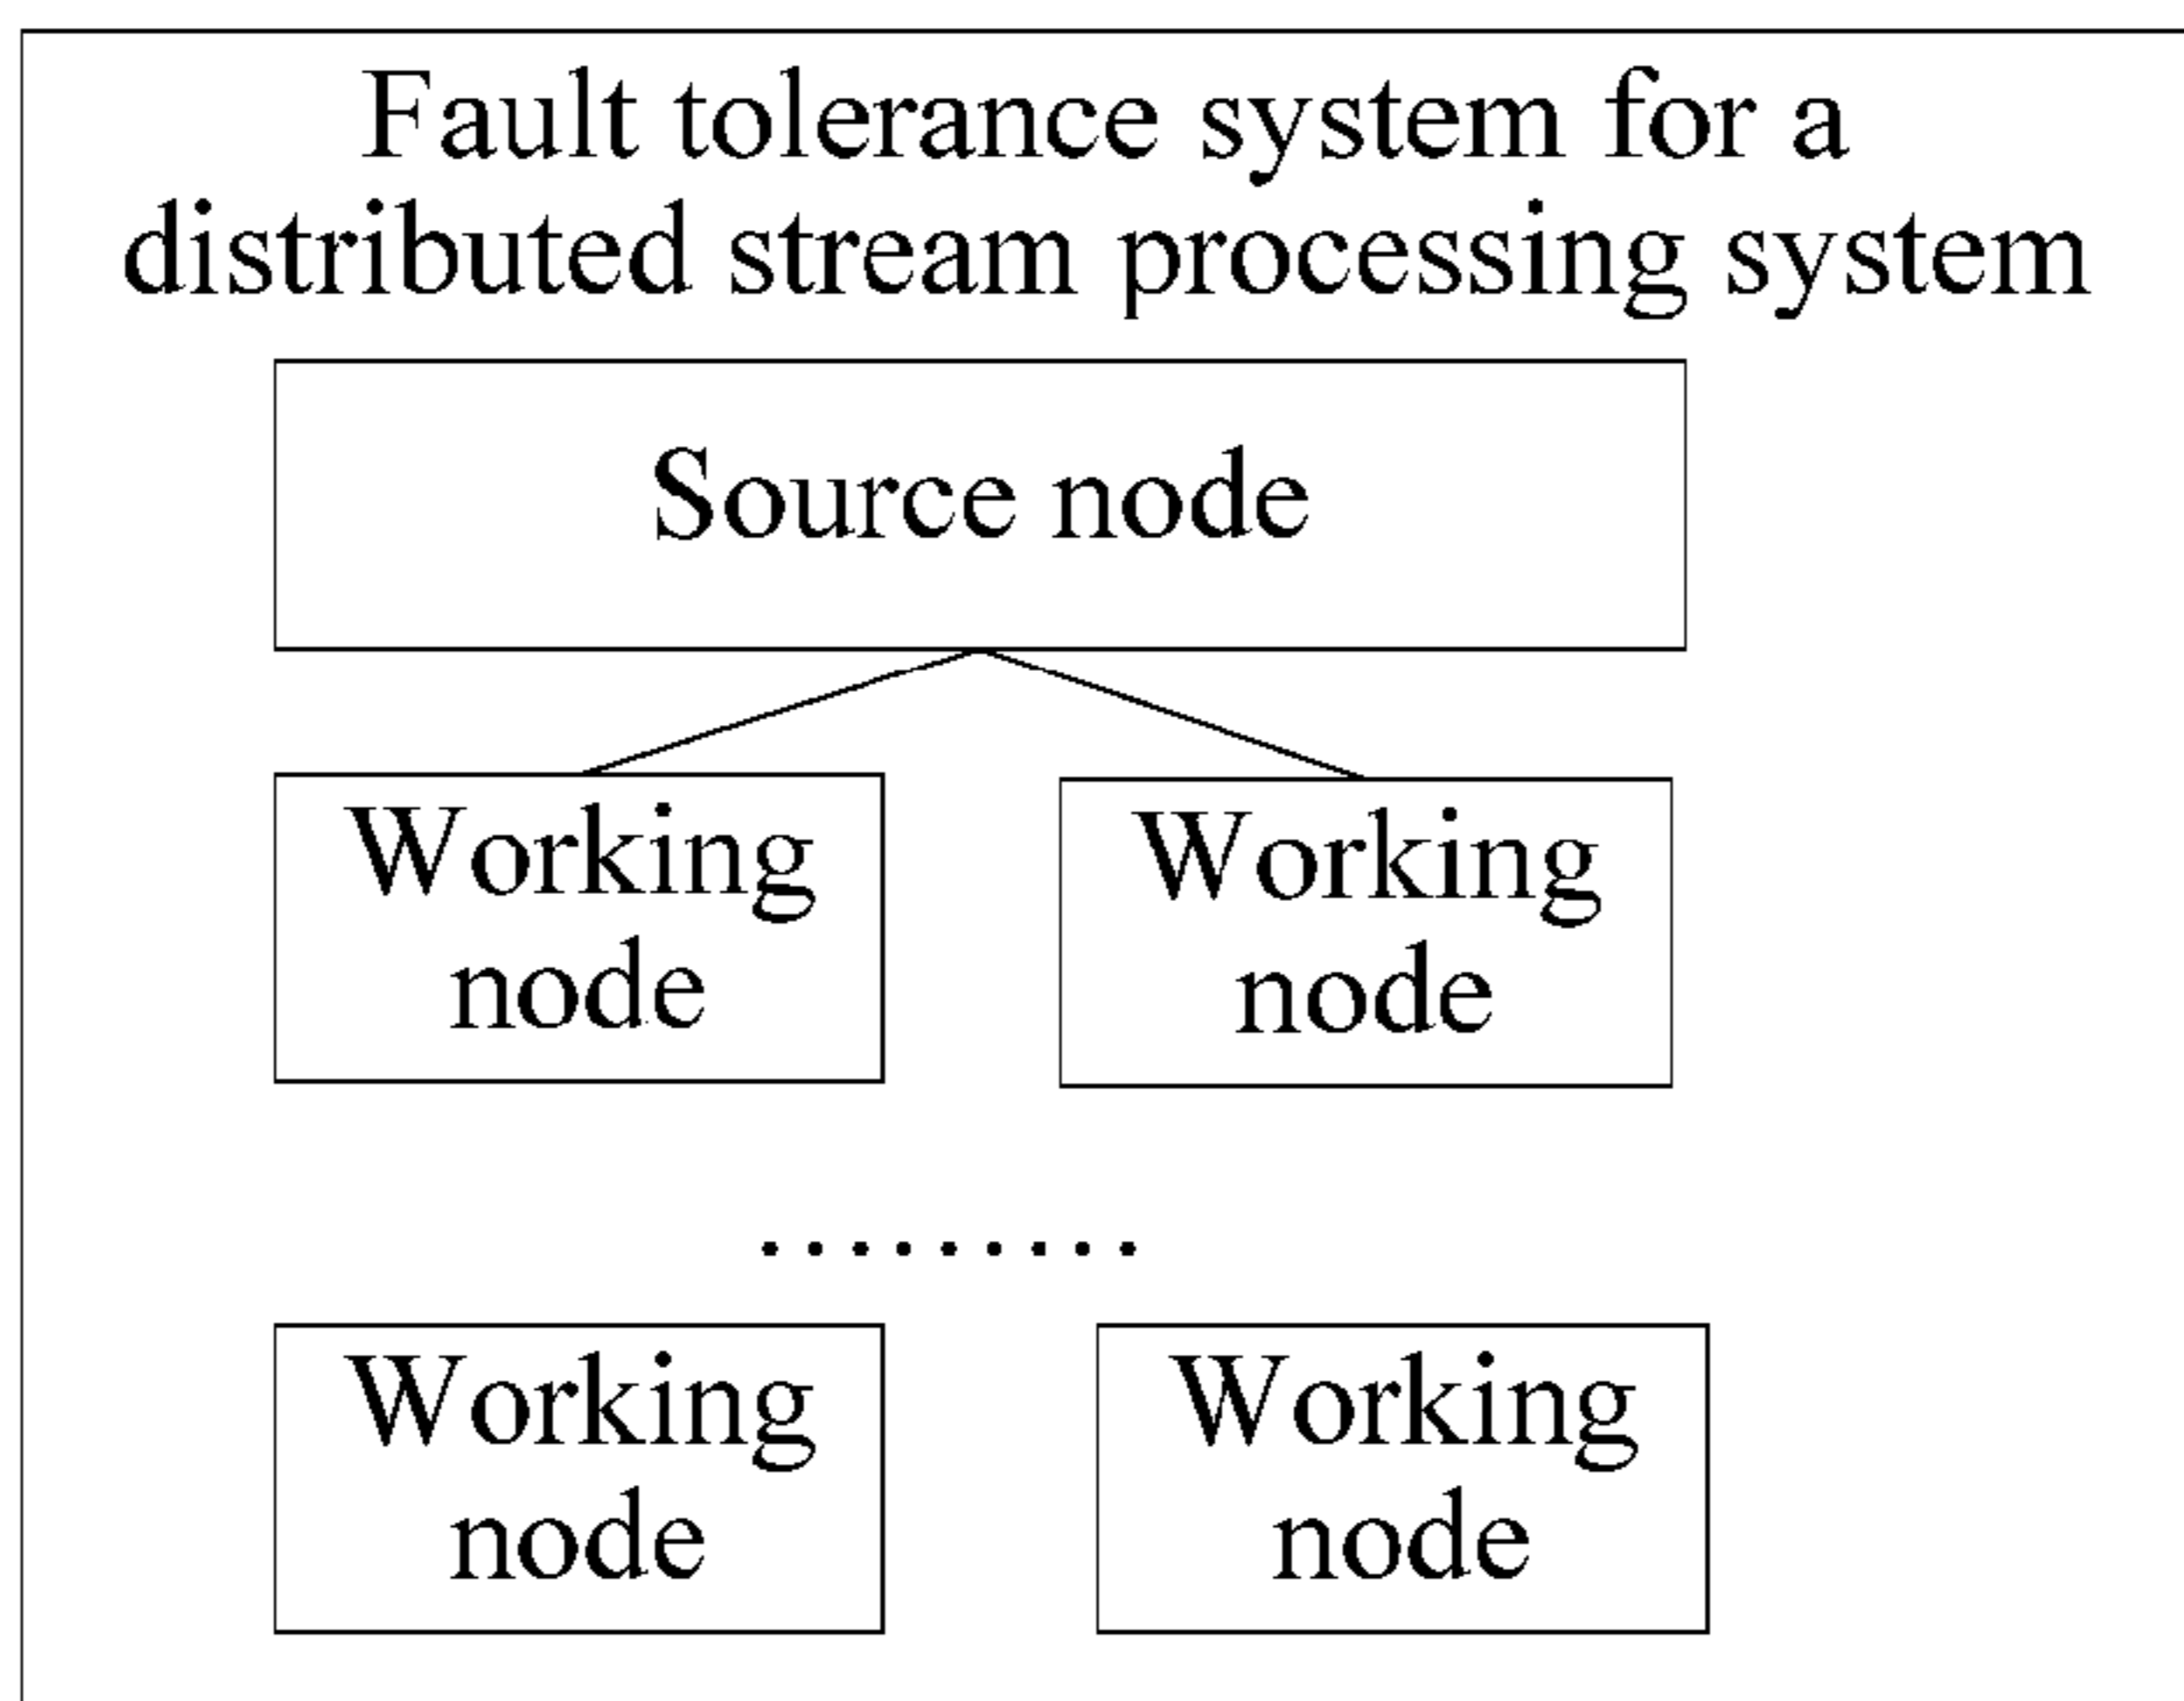 Fault tolerance system for a
distributed stream processing system
Source node
Working
node
Working
node
.........
Working
node
Working
node